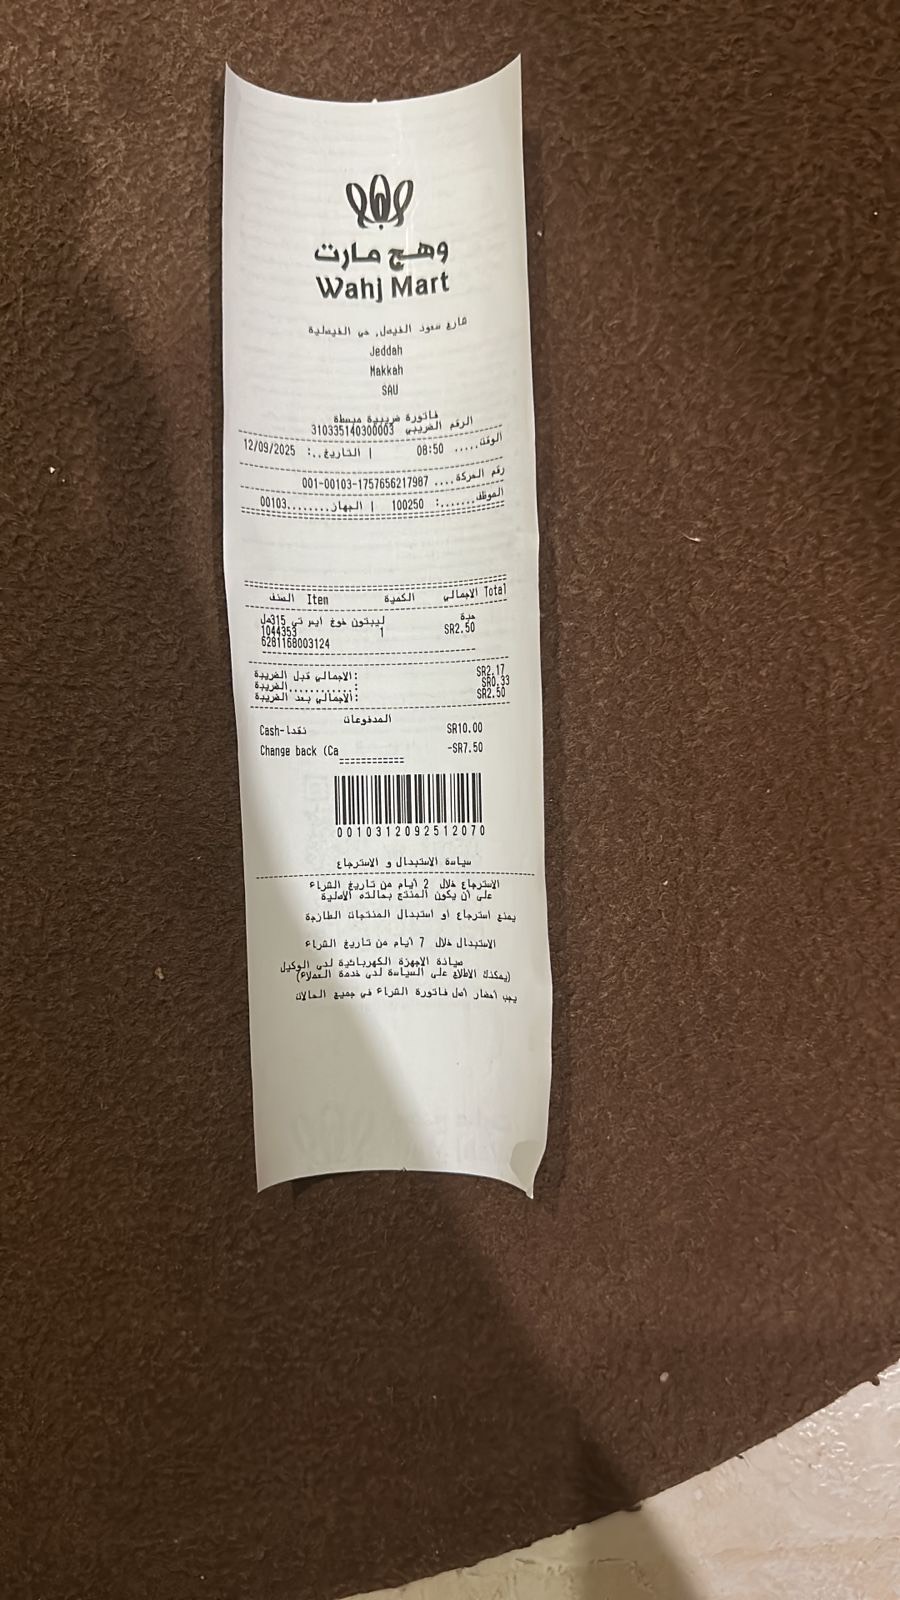 وهج مارت
Wahj Mart
شارع سعود الفيصل, حي الفيصلية
Jeddah
Makkah
SAU
فاتورة ضريبية مبسطة
الرقم الضريبي 310335140300003
الوقت..... 08:50 | التاريخ..: 12/09/2025
رقم الحركة.... 001-00103-1757656217987
الموظف.......: 100250 | الجهاز........00103
الصنف Item الكمية الاجمالي Total
ليبتون خوخ ايس تي 315مل حبة
1044353 1 SR2.50
6281168003124
الاجمالي قبل الضريبة: SR2.17
الضريبة...........: SR0.33
الاجمالي بعد الضريبة: SR2.50
المدفوعات
Cash-نقدا SR10.00
Change back (Ca -SR7.50
0010312092512070
سياسة الاستبدال و الاسترجاع
الاسترجاع خلال 2 أيام من تاريخ الشراء
على أن يكون المنتج بحالته الاصلية
يمنع استرجاع او استبدال المنتجات الطازجة
الاستبدال خلال 7 أيام من تاريخ الشراء
صيانة الاجهزة الكهربائية لدى الوكيل
(يمكنك الاطلاع على السياسة لدى خدمة العملاء)
يجب احضار أصل فاتورة الشراء في جميع الحالات